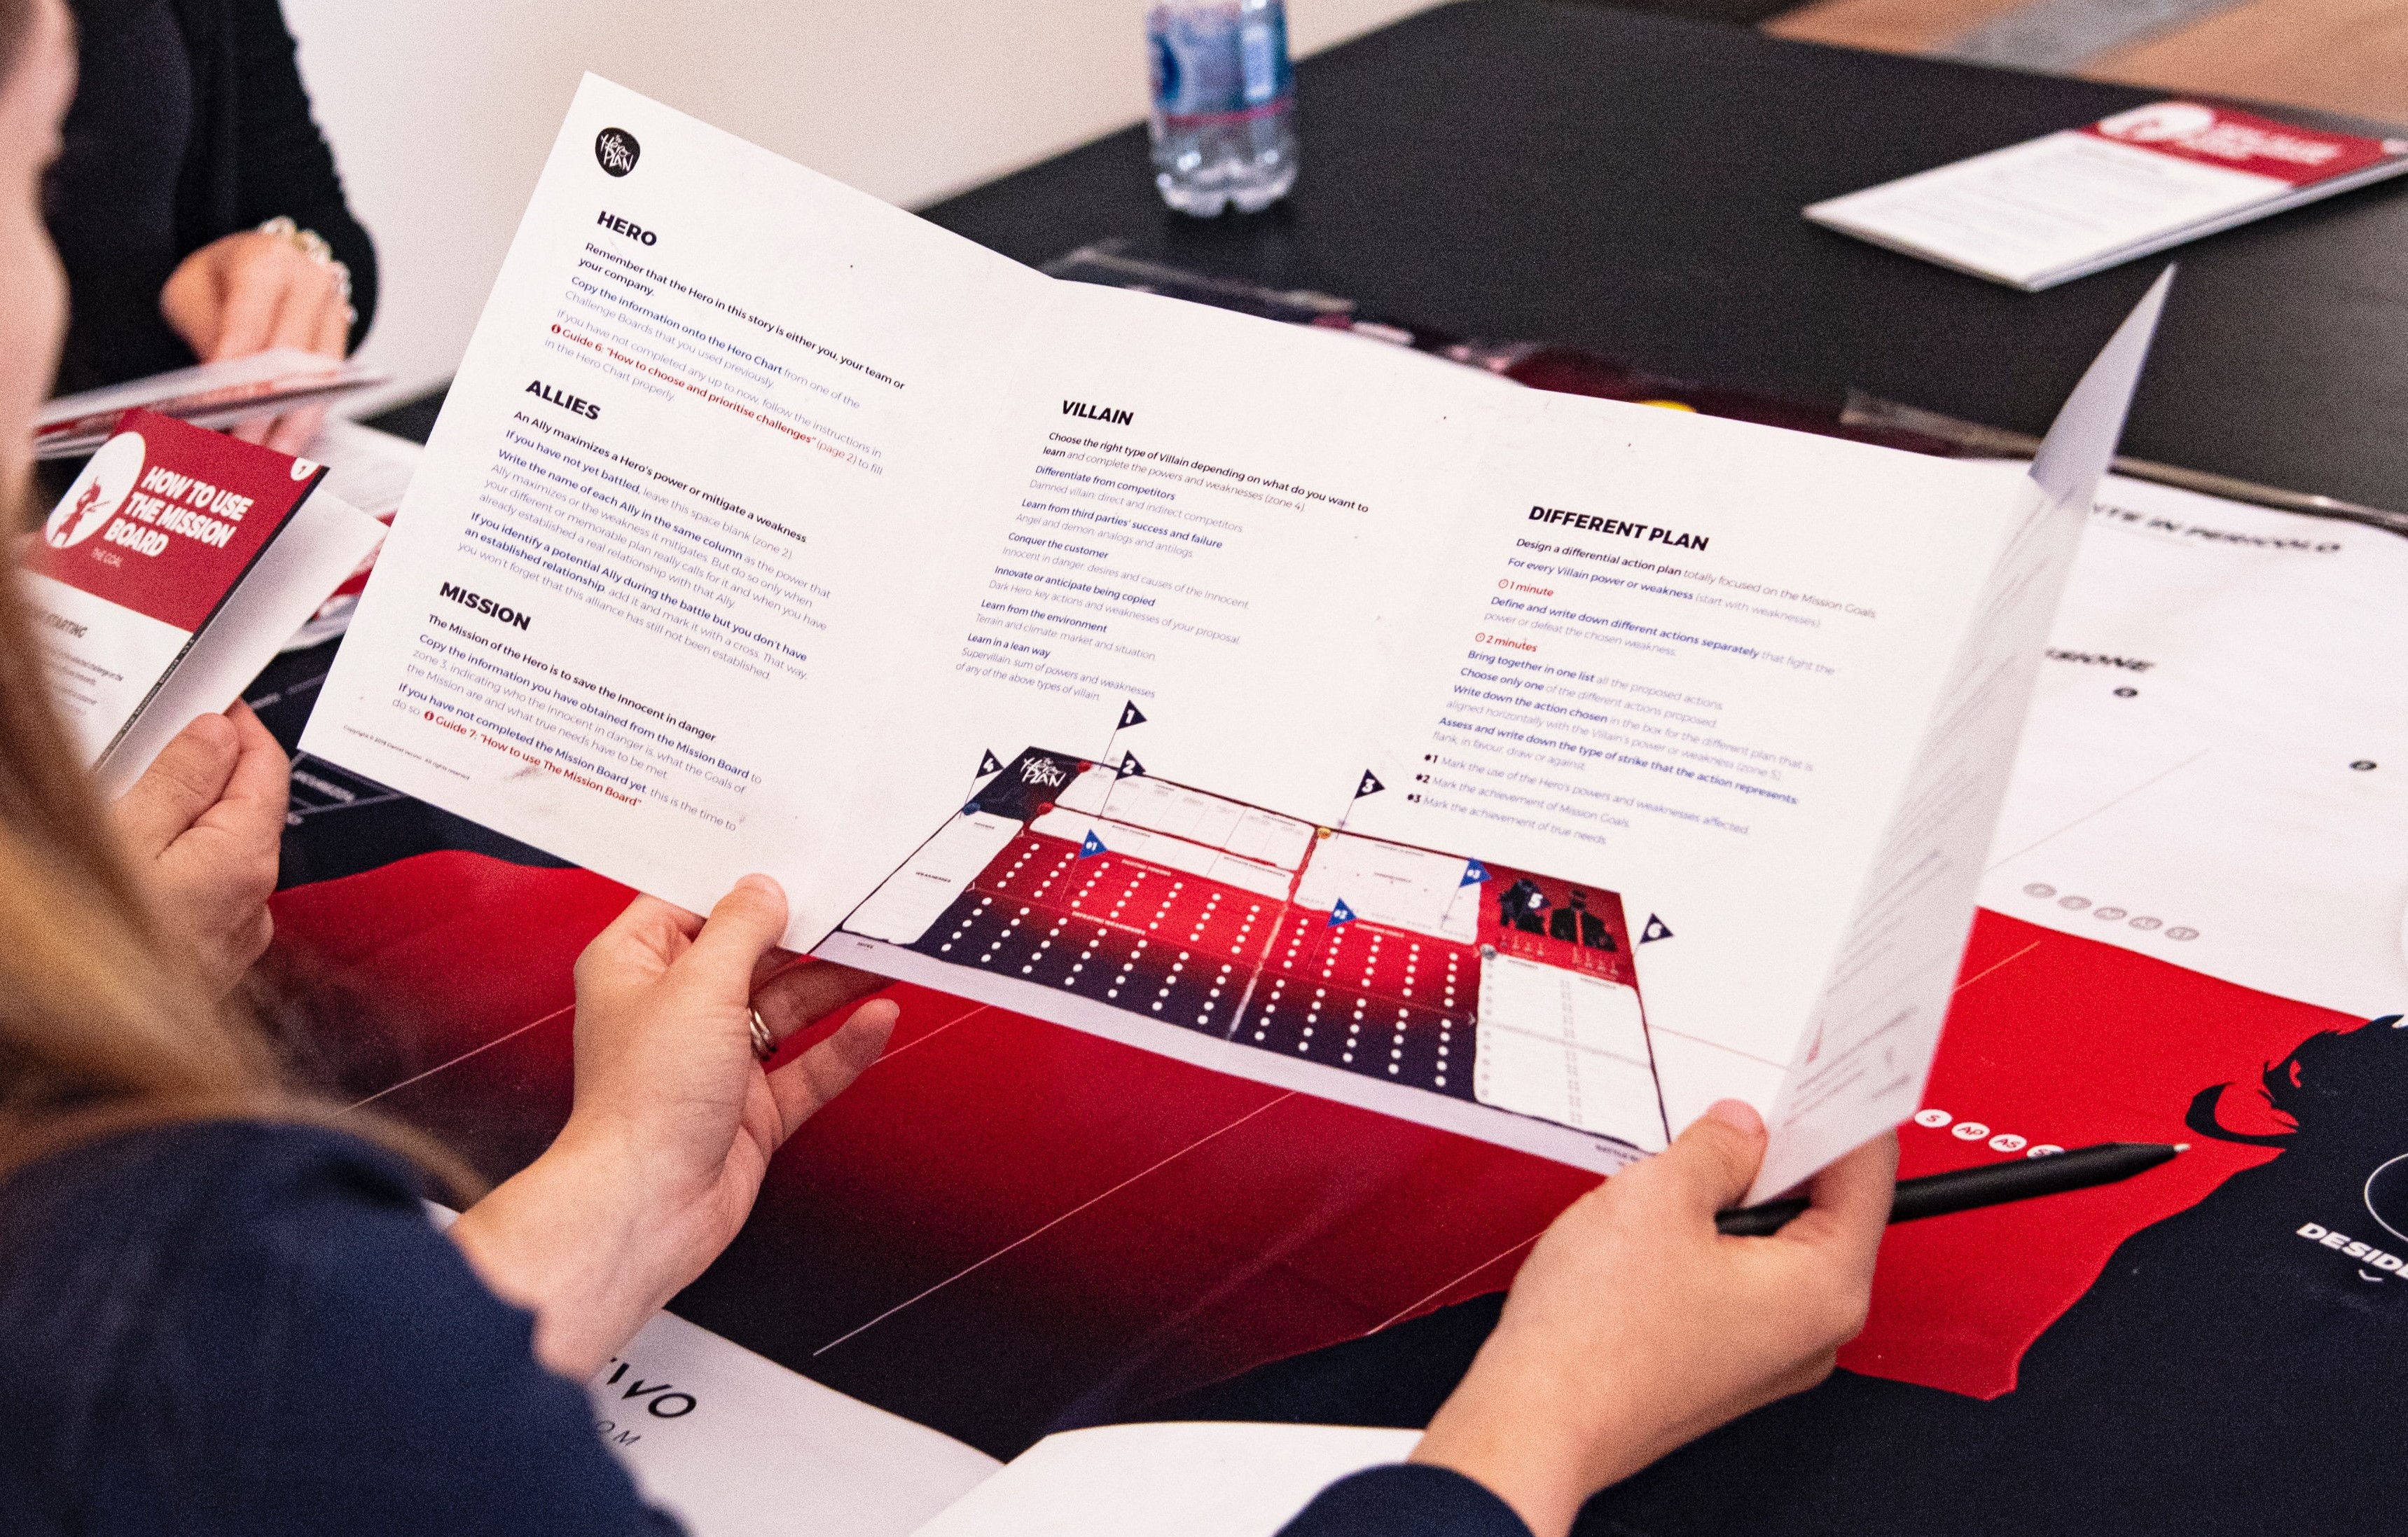 The
Hero
PLAN
HERO
Remember that the Hero in this story is either you, your team or
your company.
Copy the information onto the Hero Chart from one of the
Challenge Boards that you used previously.
If you have not completed any up to now, follow the instructions in
Guide 6: "How to choose and prioritise challenges" (page 2) to fill
in the Hero Chart properly.
ALLIES
An Ally maximizes a Hero's power or mitigate a weakness
If you have not yet battled, leave this space blank (zone 2).
Write the name of each Ally in the same column as the power that
Ally maximizes or the weakness it mitigates. But do so only when
your different or memorable plan really calls for it and when you have
already established a real relationship with that Ally.
If you identify a potential Ally during the battle but you don't have
an established relationship, add it and mark it with a cross. That way,
you won't forget that this alliance has still not been established.
MISSION
The Mission of the Hero is to save the Innocent in danger
Copy the information you have obtained from the Mission Board to
zone 3, indicating who the Innocent in danger is, what the Goals of
the Mission are and what true needs have to be met.
If you have not completed the Mission Board yet, this is the time to
do so. Guide 7: "How to use The Mission Board"
All rights reserved.
VILLAIN
Choose the right type of Villain depending on what do you want to
learn and complete the powers and weaknesses (zone 4).
Differentiate from competitors
Damned villain: direct and indirect competitors.
Learn from third parties' success and failure
Angel and demon: analogs and antilogs.
Conquer the customer
Innocent in danger: desires and causes of the Innocent.
Innovate or anticipate being copied
Dark Hero: key actions and weaknesses of your proposal.
Learn from the environment
Terrain and climate: market and situation.
Learn in a lean way
Supervillain: sum of powers and weaknesses
of any of the above types of villain.
DIFFERENT PLAN
Design a differential action plan totally focused on the Mission Goals
For every Villain power or weakness (start with weaknesses):
1 minute
Define and write down different actions separately that fight the
power or defeat the chosen weakness.
2 minutes
Bring together in one list all the proposed actions.
Choose only one of the different actions proposed.
Write down the action chosen in the box for the different plan that is
aligned horizontally with the Villain's power or weakness (zone 5).
Assess and write down the type of strike that the action represents:
flank, in favour, draw or against.
#1 Mark the use of the Hero's powers and weaknesses affected.
#2 Mark the achievement of Mission Goals.
#3 Mark the achievement of true needs.
1
2
3
4
5
6
#1
#2
#3
The
Hero
PLAN
HOW TO USE
THE MISSION
BOARD
THE GOAL
STARTING
IN PERICOLO
S AP AS
DESID
IVO
OM